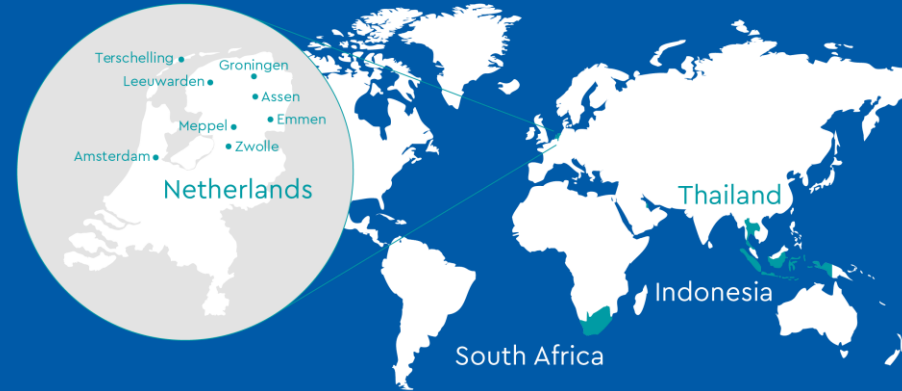 Terschelling
Groningen
Leeuwarden
Assen
Emmen
Meppel
Zwolle
Amsterdam
Netherlands
Thailand
Indonesia
South Africa